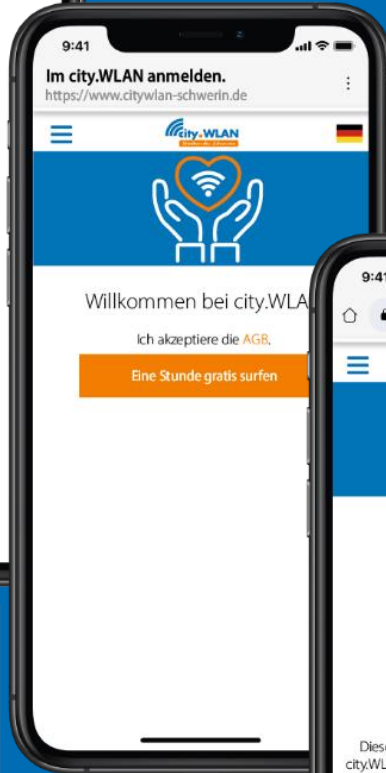 9:41
Im city.WLAN anmelden.
https://www.citywlan-schwerin.de
city.WLAN
Willkommen bei city.WLA
Ich akzeptiere die AGB.
Eine Stunde gratis surfen
9:41
Diese
city.WL